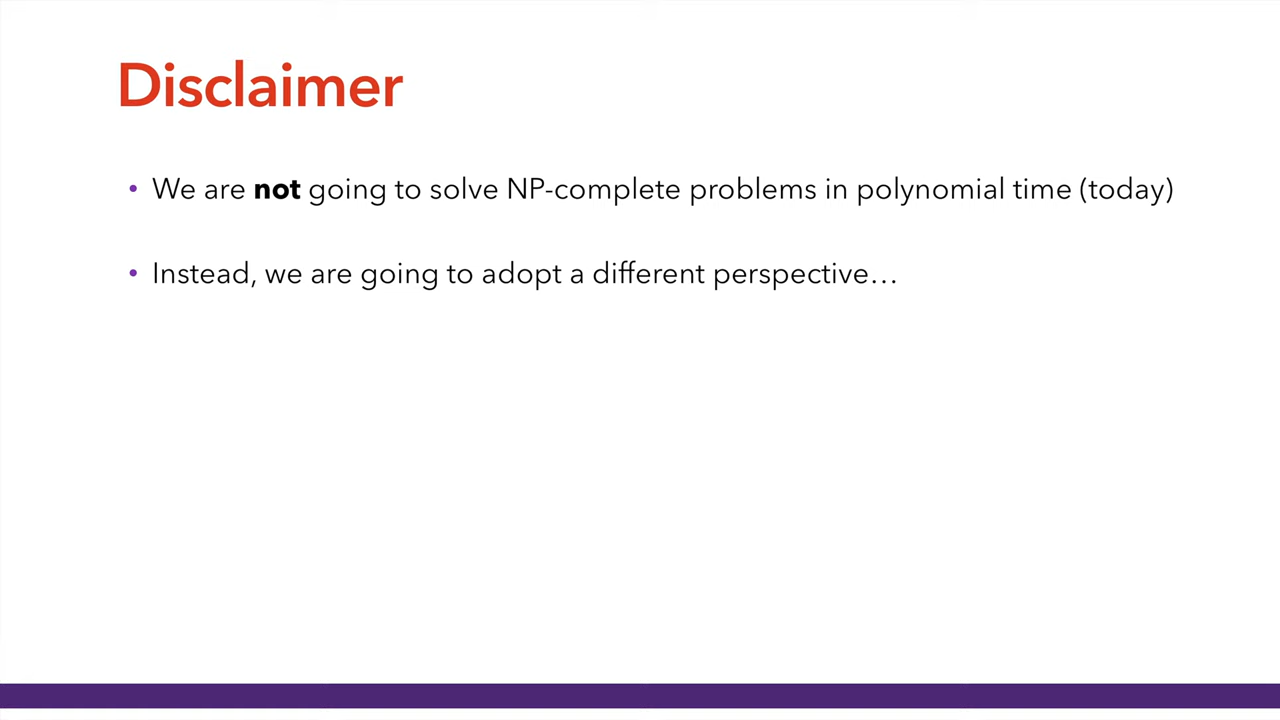 Disclaimer
• We are not going to solve NP-complete problems in polynomial time (today)
• Instead, we are going to adopt a different perspective…